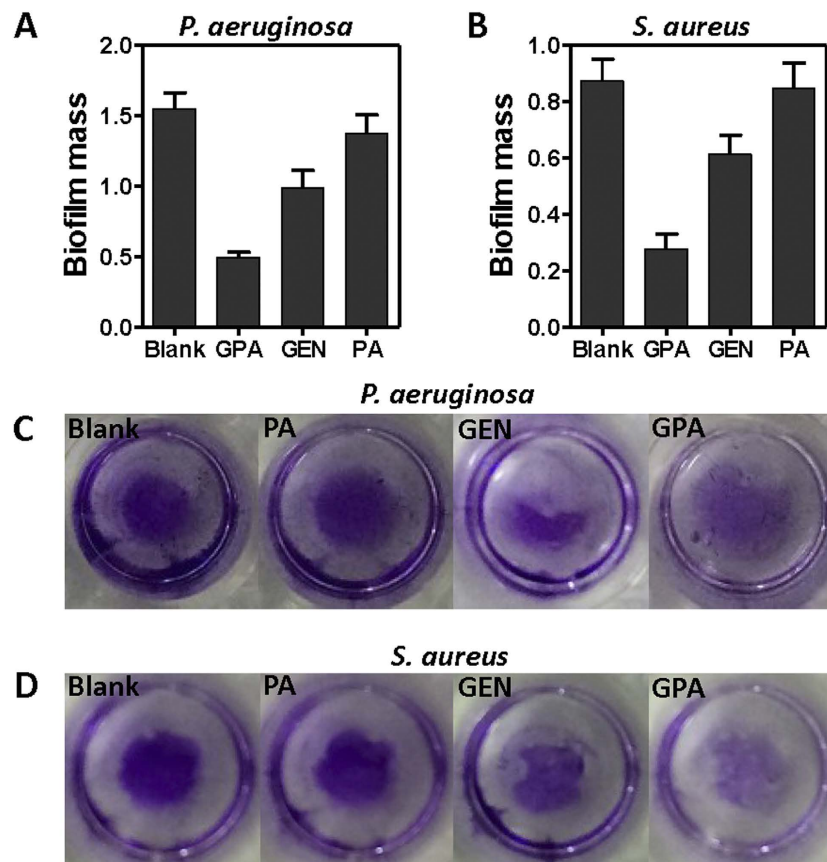 A
P. aeruginosa
Biofilm mass
2.0
1.5
1.0
0.5
0.0
Blank GPA GEN PA
B
S. aureus
Biofilm mass
1.0
0.8
0.6
0.4
0.2
0.0
Blank GPA GEN PA
P. aeruginosa
C
Blank PA GEN GPA
S. aureus
D
Blank PA GEN GPA